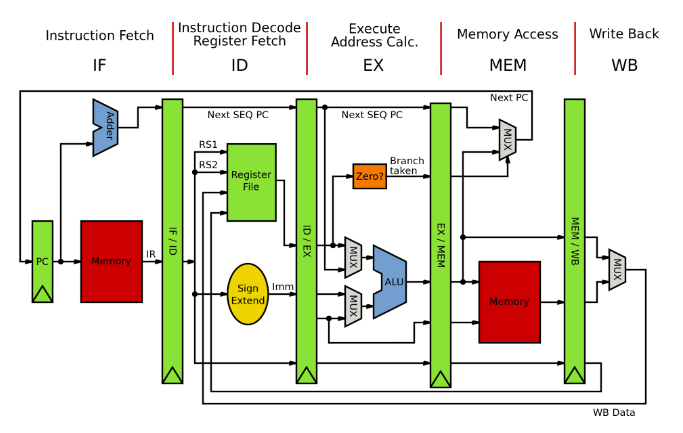 Instruction Fetch
Instruction Decode
Register Fetch
Execute
Address Calc.
Memory Access
Write Back
IF
ID
EX
MEM
WB
Next PC
Adder
Next SEQ PC
Next SEQ PC
MUX
RS1
RS2
Register
File
Branch
taken
Zero?
PC
Memory
IR
IF / ID
ID / EX
MUX
ALU
EX / MEM
MEM / WB
MUX
Sign
Extend
Imm
MUX
Memory
WB Data